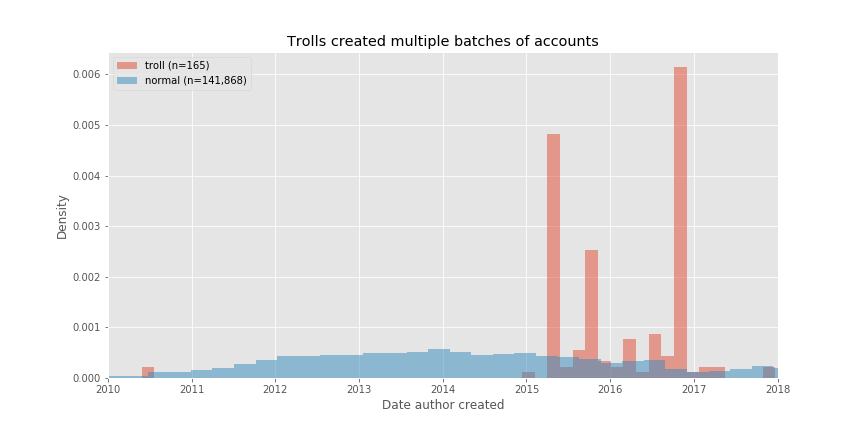 Trolls created multiple batches of accounts
troll (n=165)
normal (n=141,868)
0.006
0.005
0.004
0.003
0.002
0.001
0.000
Density
2010 2011 2012 2013 2014 2015 2016 2017 2018
Date author created